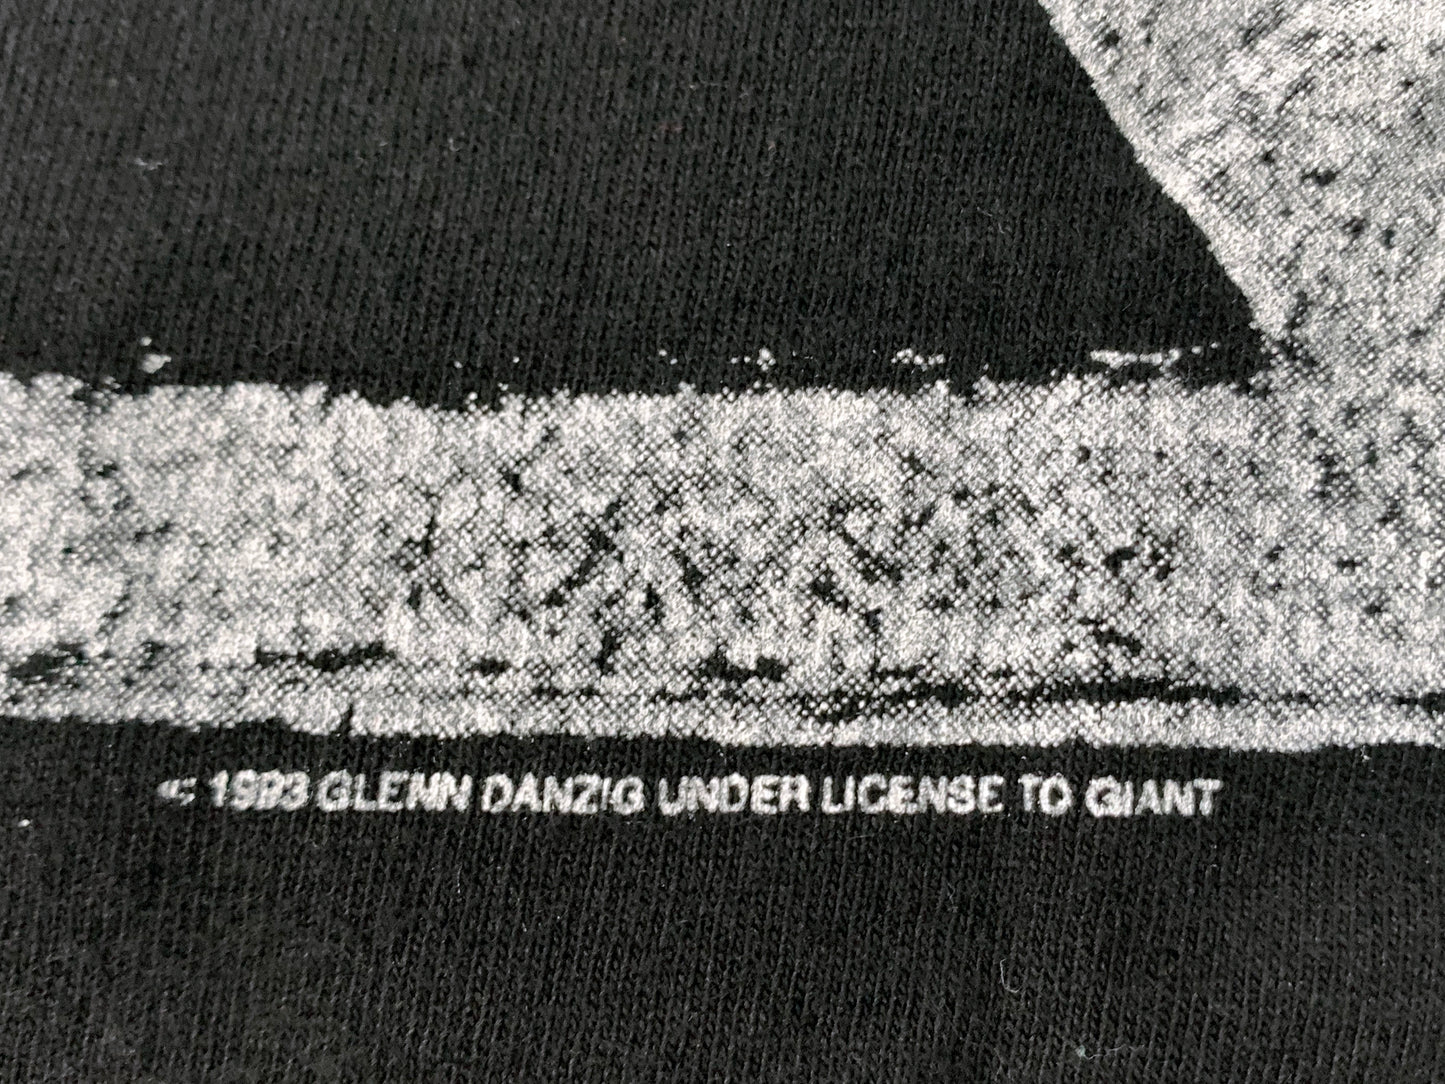 © 1993 GLENN DANZIG UNDER LICENSE TO GIANT